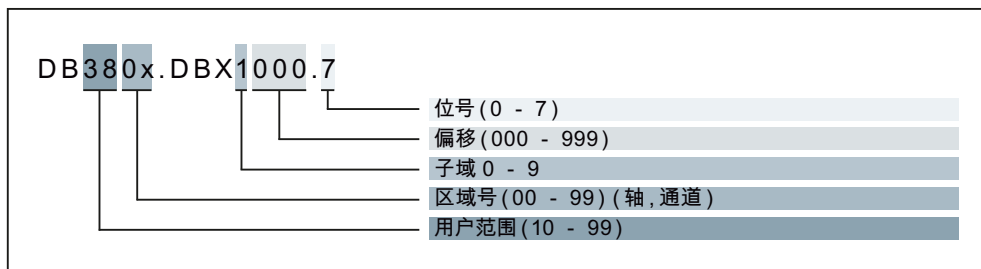 DB380x.DBX1000.7
位号(0 - 7)
偏移(000 - 999)
子域 0 - 9
区域号(00 - 99)(轴,通道)
用户范围(10 - 99)